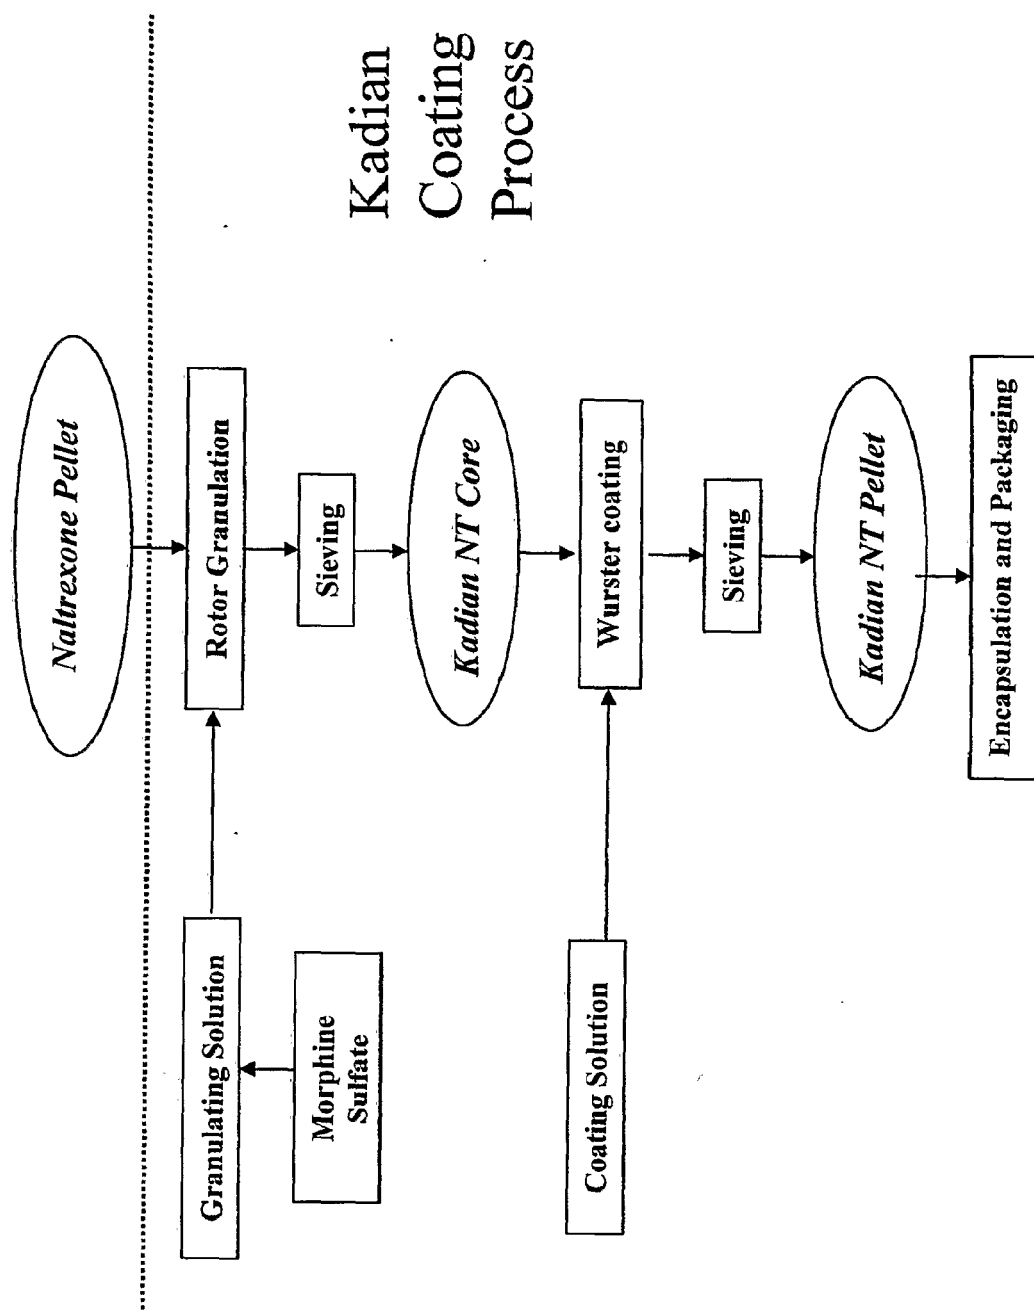 Naltrexone Pellet
Kadian
Coating
Process
Granulating Solution
Rotor Granulation
Morphine
Sulfate
Sieving
Kadian NT Core
Coating Solution
Wurster coating
Sieving
Kadian NT Pellet
Encapsulation and Packaging